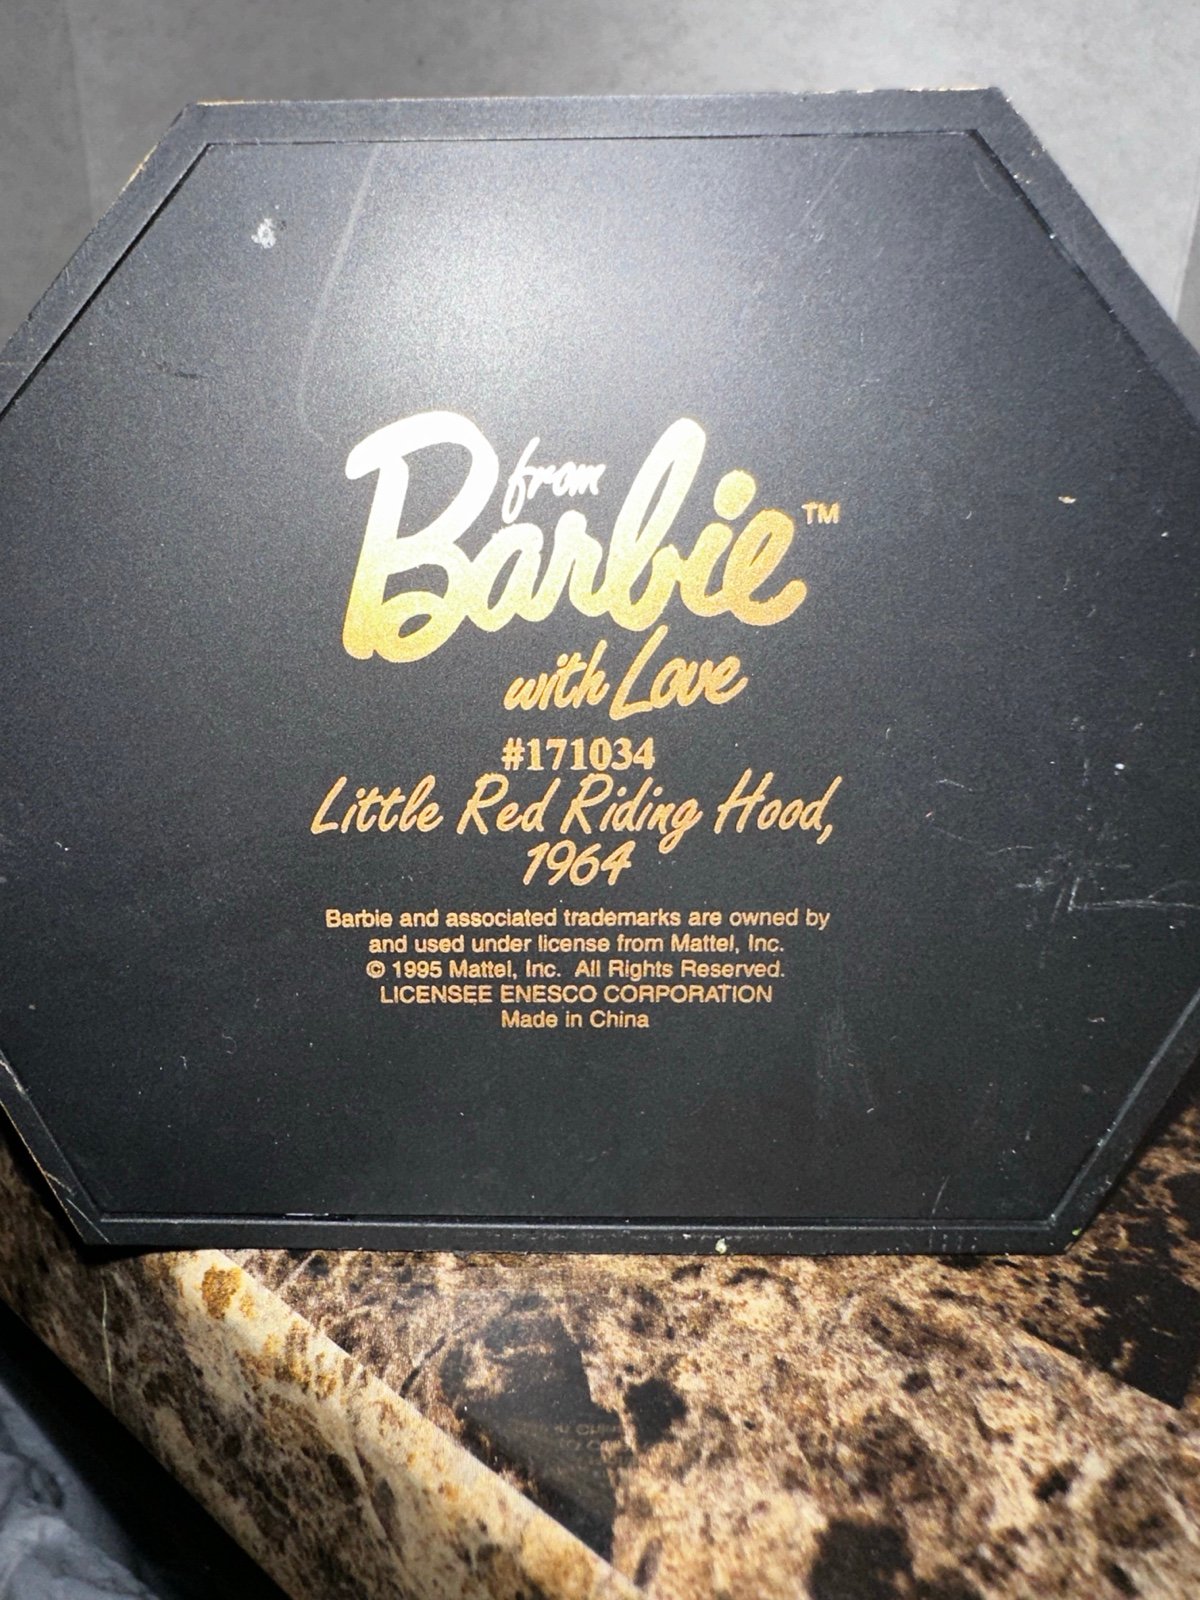 from
Barbie™
with Love
#171034
Little Red Riding Hood,
1964
Barbie and associated trademarks are owned by
and used under license from Mattel, Inc.
© 1995 Mattel, Inc. All Rights Reserved.
LICENSEE ENESCO CORPORATION
Made in China